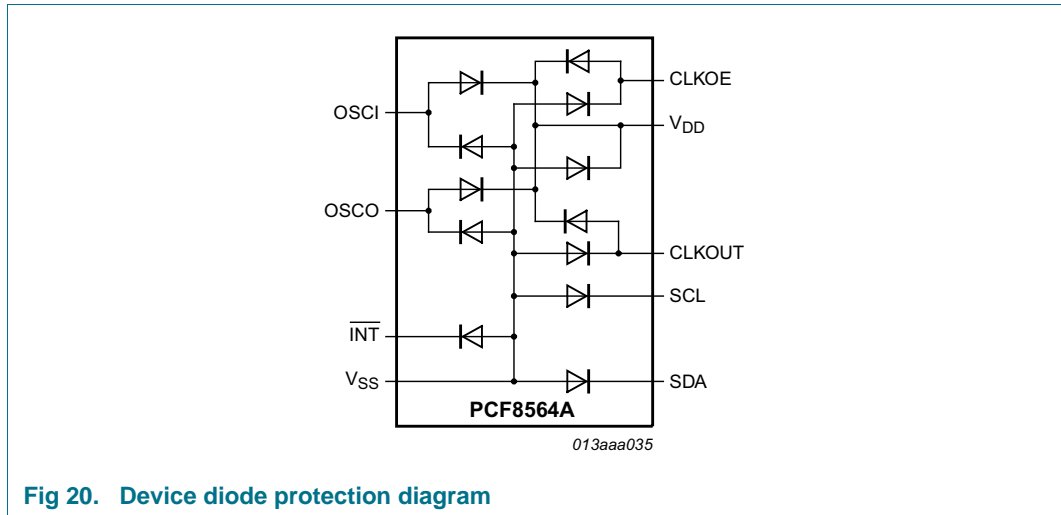 OSCI
OSCO
INT
VSS
CLKOE
VDD
CLKOUT
SCL
SDA
PCF8564A
013aaa035
Fig 20. Device diode protection diagram